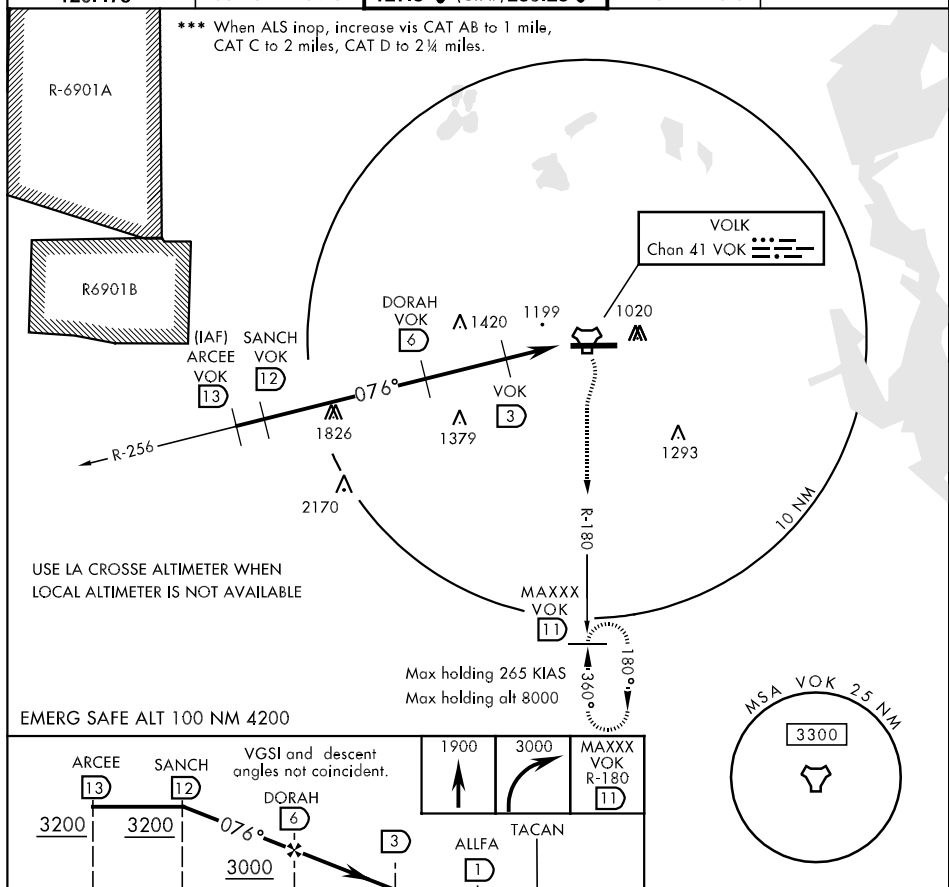 *** When ALS inop, increase vis CAT AB to 1 mile,
CAT C to 2 miles, CAT D to 2¼ miles.
R-6901A
R6901B
VOLK
Chan 41 VOK
(IAF)
ARCEE
VOK
13
SANCH
VOK
12
DORAH
VOK
6
1420
1199
1020
076°
VOK
3
R-256
1826
1379
1293
2170
R-180
10 NM
USE LA CROSSE ALTIMETER WHEN
LOCAL ALTIMETER IS NOT AVAILABLE
MAXXX
VOK
11
360°
180°
Max holding 265 KIAS
Max holding alt 8000
EMERG SAFE ALT 100 NM 4200
MSA VOK 25 NM
3300
ARCEE
13
SANCH
12
VGSI and descent
angles not coincident.
DORAH
6
1900
3000
MAXXX
VOK
R-180
11
3200
3200
076°
3000
3
ALLFA
1
TACAN